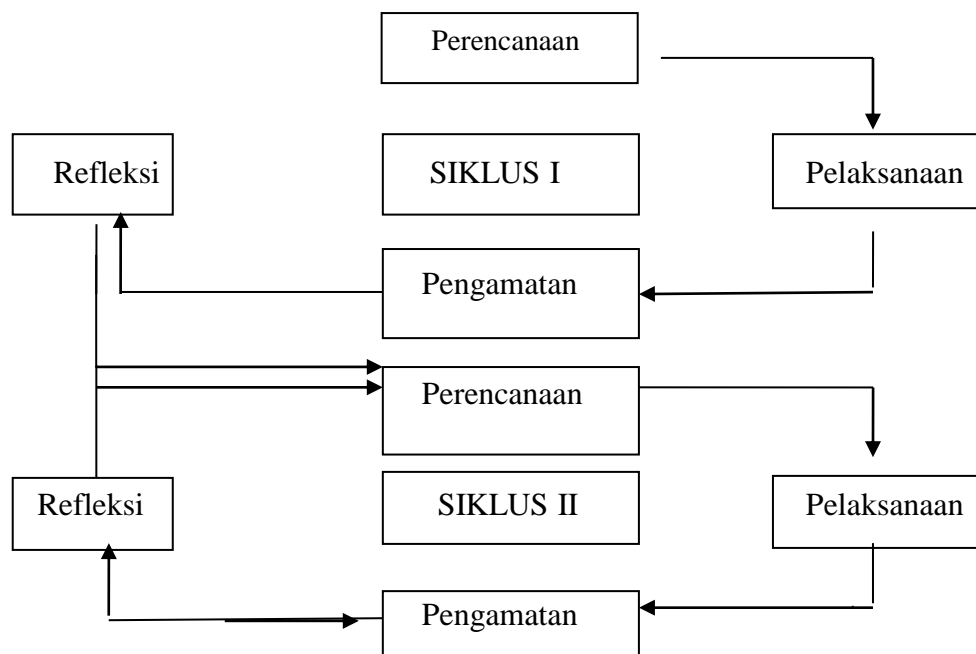 Perencanaan
Refleksi
SIKLUS I
Pelaksanaan
Pengamatan
Perencanaan
Refleksi
SIKLUS II
Pelaksanaan
Pengamatan